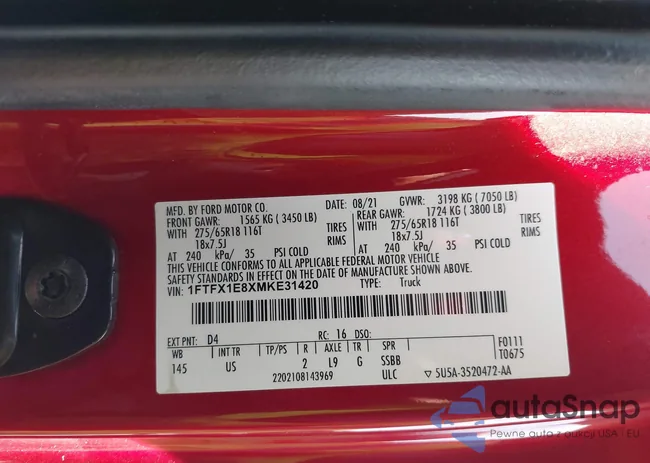 MFD. BY FORD MOTOR CO. 08/21 GVWR: 3198 KG (7050 LB)
FRONT GAWR: 1565 KG (3450 LB) REAR GAWR: 1724 KG (3800 LB)
WITH 275/65R18 116T TIRES WITH 275/65R18 116T TIRES
18x7.5J RIMS 18x7.5J RIMS
AT 240 kPa/ 35 PSI COLD AT 240 kPa/ 35 PSI COLD
THIS VEHICLE CONFORMS TO ALL APPLICABLE FEDERAL MOTOR VEHICLE
SAFETY STANDARDS IN EFFECT ON THE DATE OF MANUFACTURE SHOWN ABOVE.
VIN: 1FTFX1E8XMKE31420 TYPE: Truck
EXT PNT: D4 RC: 16 DSO: F0111
WB INT TR TP/PS R AXLE TR SPR T0675
145 US 2 L9 G SSBB
2202108143969 ULC ▽ 5U5A-3520472-AA
autoSnap
Pewne auto z aukcji USA i EU